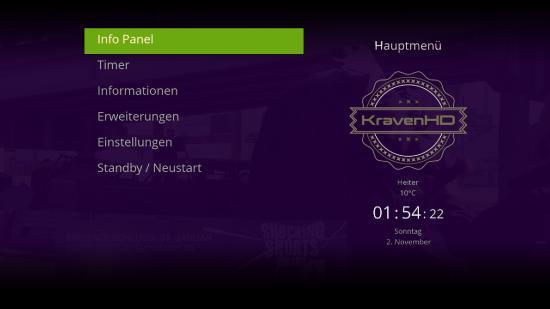 Info Panel
Timer
Informationen
Erweiterungen
Einstellungen
Standby / Neustart
Hauptmenü
KravenHD
Heiter
10°C
01:54:22
Sonntag
2. November